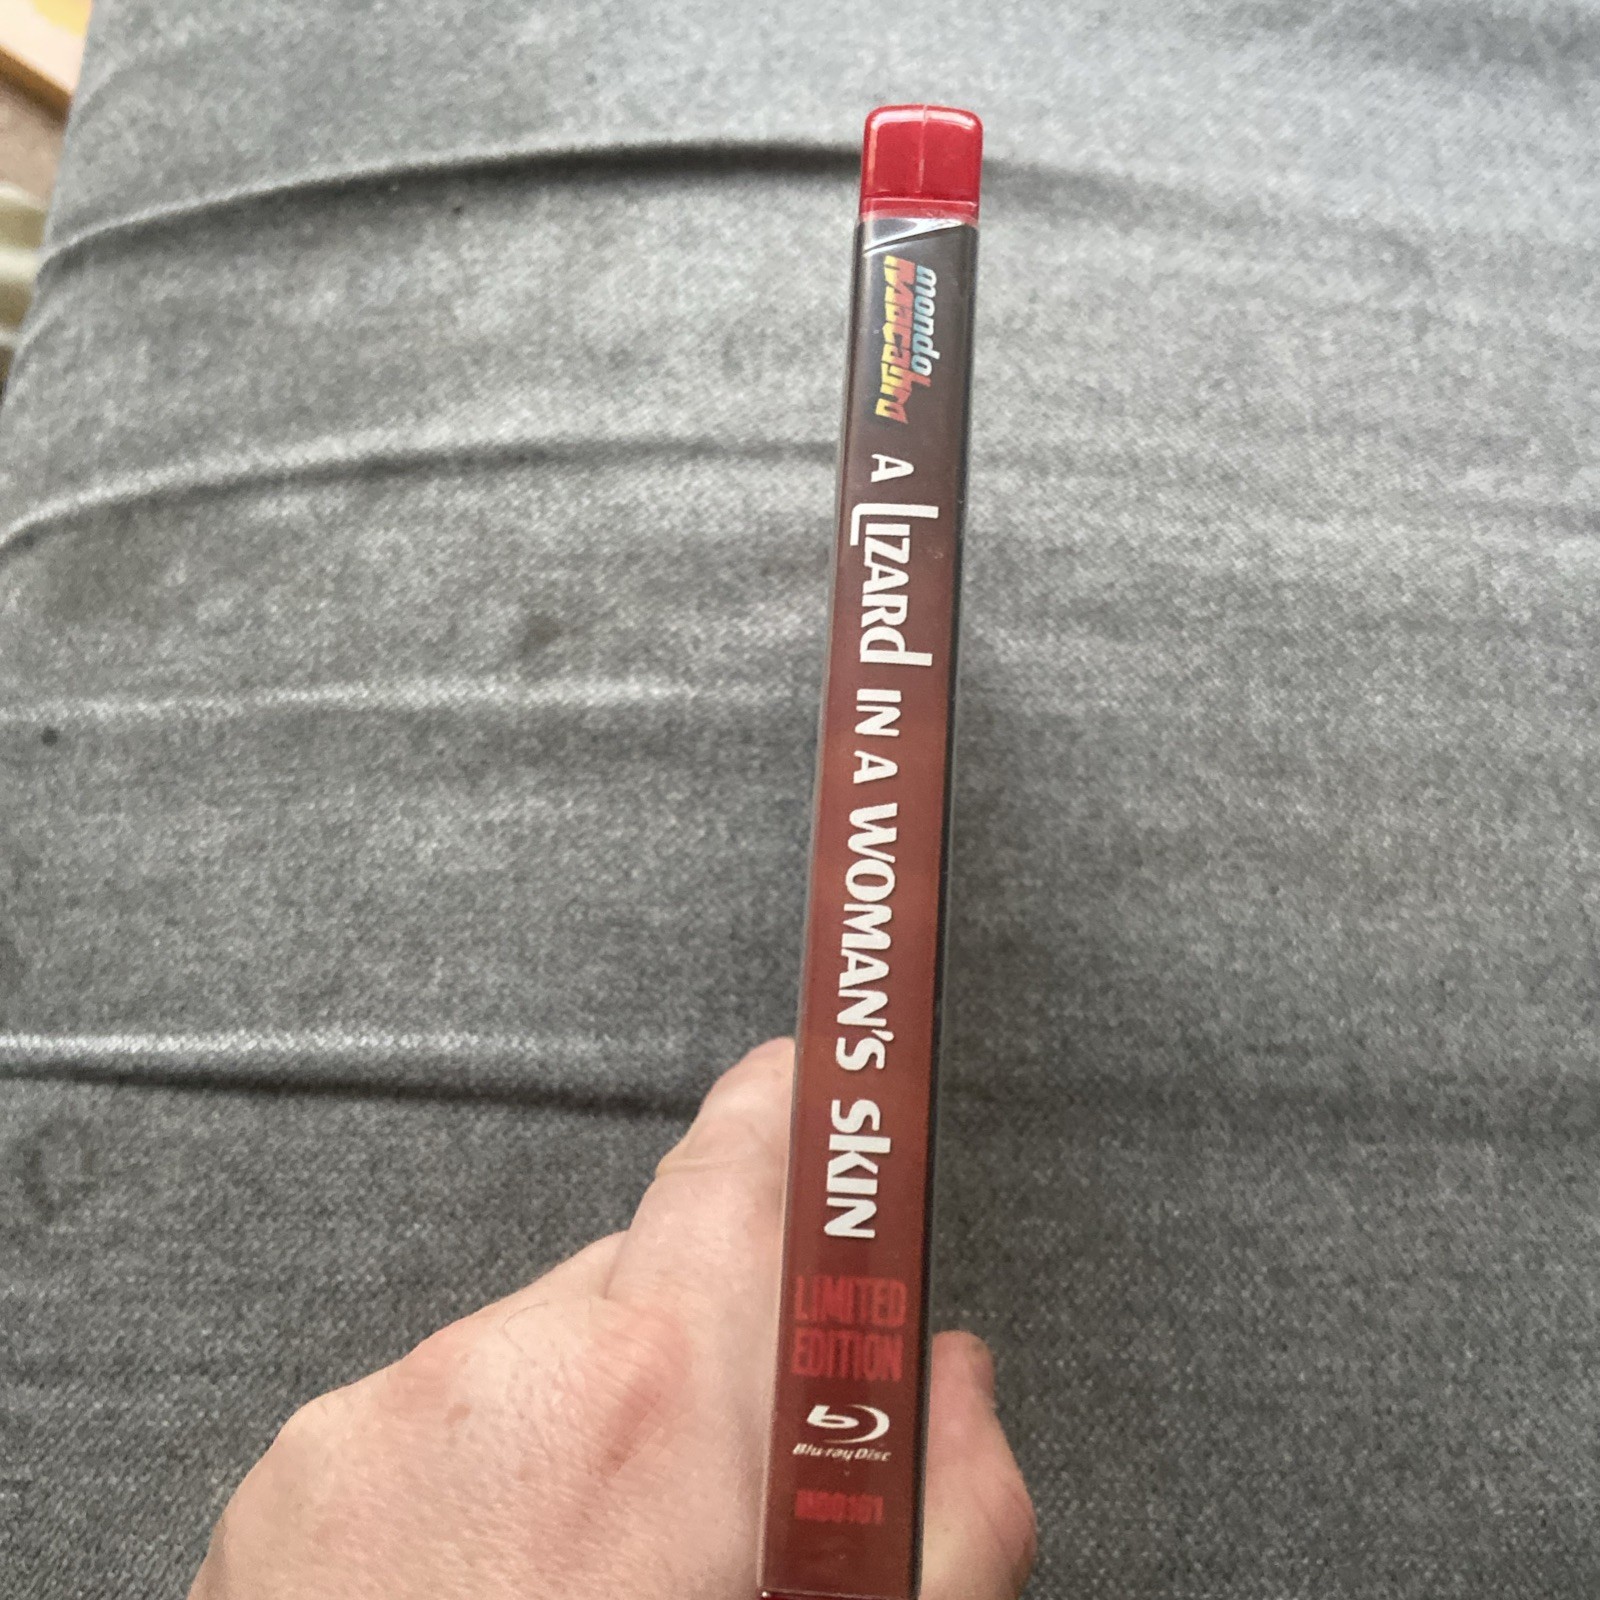 mondo
Macabro
A LIZARD IN A WOMAN'S SKIN
LIMITED
EDITION
Blu-ray Disc